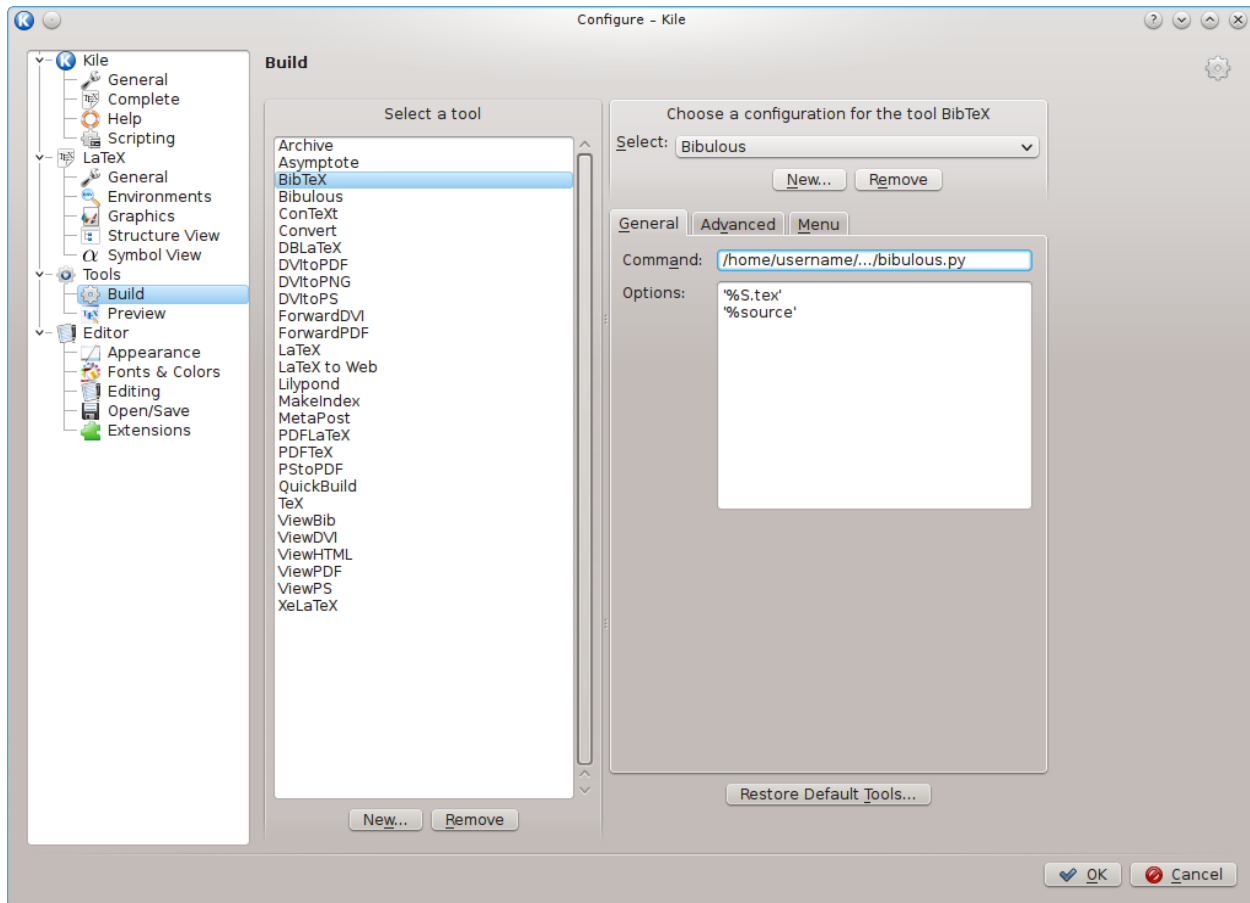 Configure – Kile
Kile
General
Complete
Help
Scripting
LaTeX
General
Environments
Graphics
Structure View
Symbol View
Tools
Build
Preview
Editor
Appearance
Fonts & Colors
Editing
Open/Save
Extensions
Build
Select a tool
Archive
Asymptote
BibTeX
Bibulous
ConTeXt
Convert
DBLaTeX
DVItoPDF
DVItoPNG
DVItoPS
ForwardDVI
ForwardPDF
LaTeX
LaTeX to Web
Lilypond
MakeIndex
MetaPost
PDFLaTeX
PDFTeX
PStoPDF
QuickBuild
TeX
ViewBib
ViewDVI
ViewHTML
ViewPDF
ViewPS
XeLaTeX
New... Remove
Choose a configuration for the tool BibTeX
Select: Bibulous
New... Remove
General Advanced Menu
Command: /home/username/.../bibulous.py
Options: '%S.tex'
'%source'
Restore Default Tools...
OK Cancel